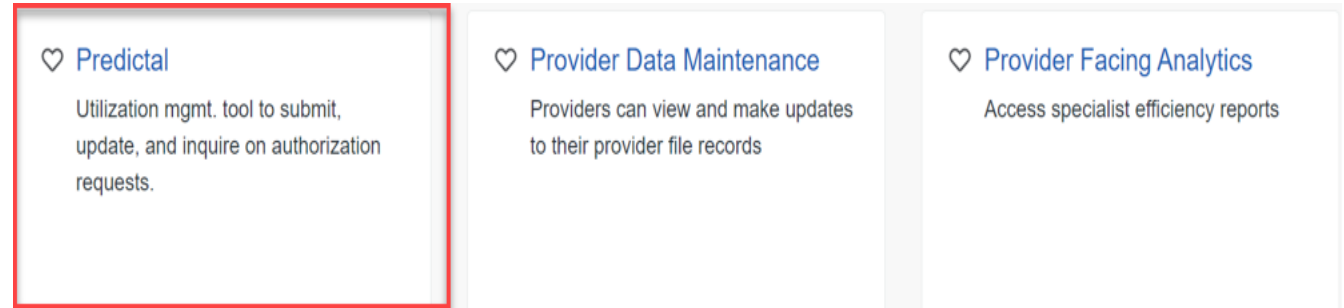 Predictal
Utilization mgmt. tool to submit,
update, and inquire on authorization
requests.
Provider Data Maintenance
Providers can view and make updates
to their provider file records
Provider Facing Analytics
Access specialist efficiency reports